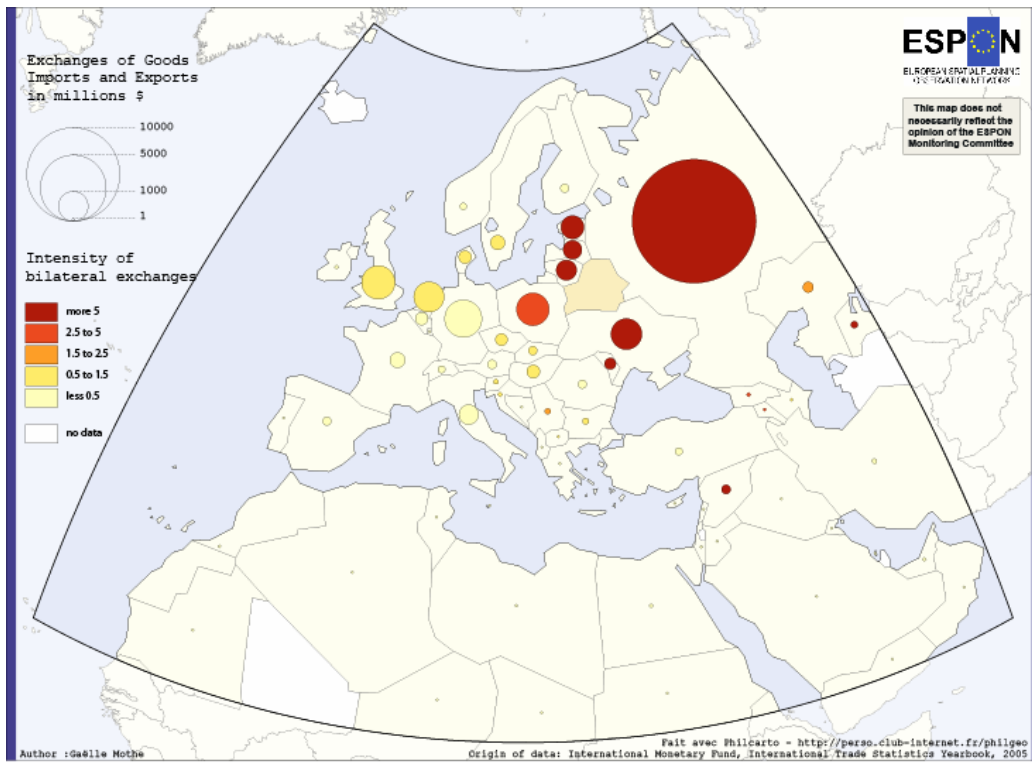 Exchanges of Goods
Imports and Exports
in millions $
10000
5000
1000
1
Intensity of
bilateral exchanges
more 5
2.5 to 5
1.5 to 2.5
0.5 to 1.5
less 0.5
no data
ESPON
EUROPEAN SPATIAL PLANNING
OBSERVATION NETWORK
This map does not
necessarily reflect the
opinion of the ESPON
Monitoring Committee
Author :Gaëlle Mothe
Fait avec Philcarto - http://perso.club-internet.fr/philgeo
Origin of data: International Monetary Fund, International Trade Statistics Yearbook, 2005